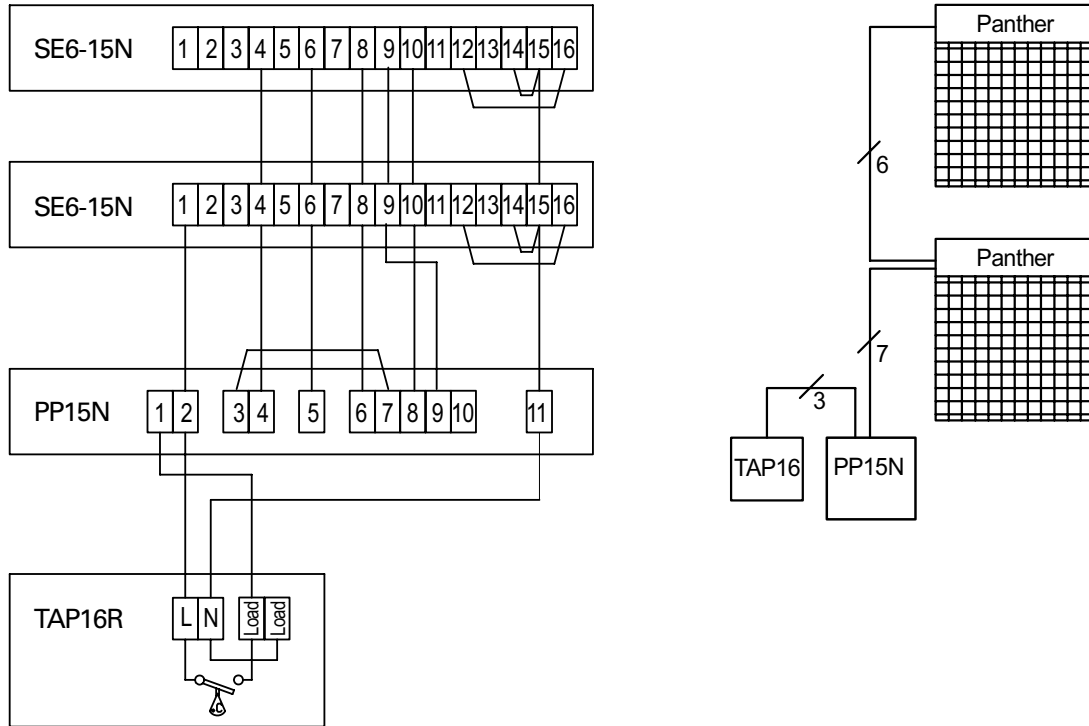 SE6-15N 1 2 3 4 5 6 7 8 9 10 11 12 13 14 15 16
SE6-15N 1 2 3 4 5 6 7 8 9 10 11 12 13 14 15 16
PP15N 1 2 3 4 5 6 7 8 9 10 11
TAP16R L N Load Load
°C
Panther
6
Panther
7
3
TAP16 PP15N